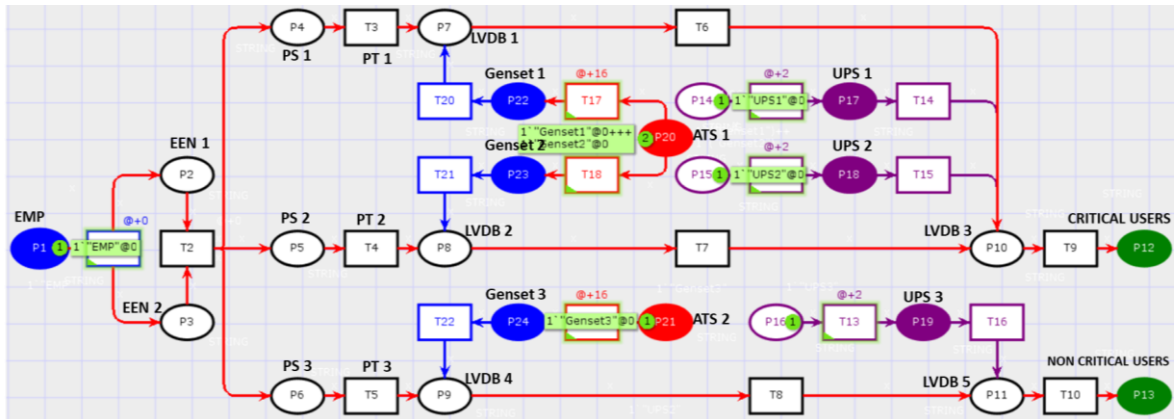 P4 T3 P7 LVDB 1 T6
PS 1 PT 1
Genset 1 @+16 @+2 UPS 1
T20 P22 T17 P14 1 1`"UPS1"@0 P17 T14
1`"Genset1"@0+++ 2 P20 ATS 1
1`"Genset2"@0
Genset 2 @+2 UPS 2
EEN 1
P2 T21 P23 T18 P15 1 1`"UPS2"@0 P18 T15
EMP @+0 PS 2 PT 2 CRITICAL USERS
LVDB 2 LVDB 3
P1 1 1`"EMP"@0 T2 P5 T4 P8 T7 P10 T9 P12
EEN 2 Genset 3 @+16 @+2 UPS 3
P3 T22 P24 1`"Genset3"@0 1 P21 ATS 2 P16 1 T13 P19 T16
PS 3 PT 3 LVDB 4 LVDB 5 NON CRITICAL USERS
P6 T5 P9 T8 P11 T10 P13